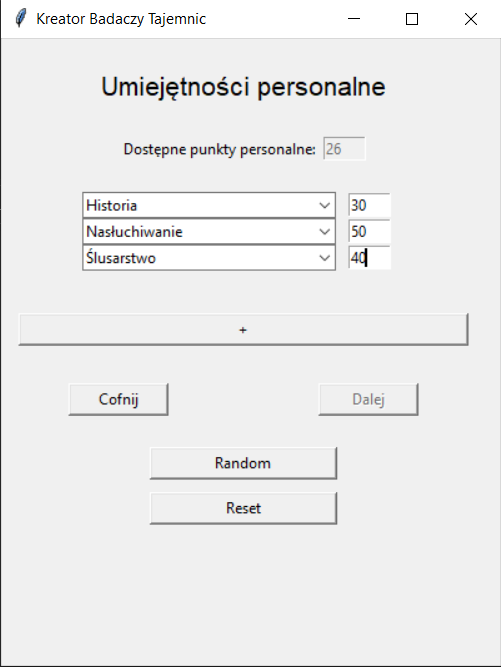 Kreator Badaczy Tajemnic
Umiejętności personalne
Dostępne punkty personalne: 26
Historia 30
Nasłuchiwanie 50
Ślusarstwo 40
+
Cofnij Dalej
Random
Reset